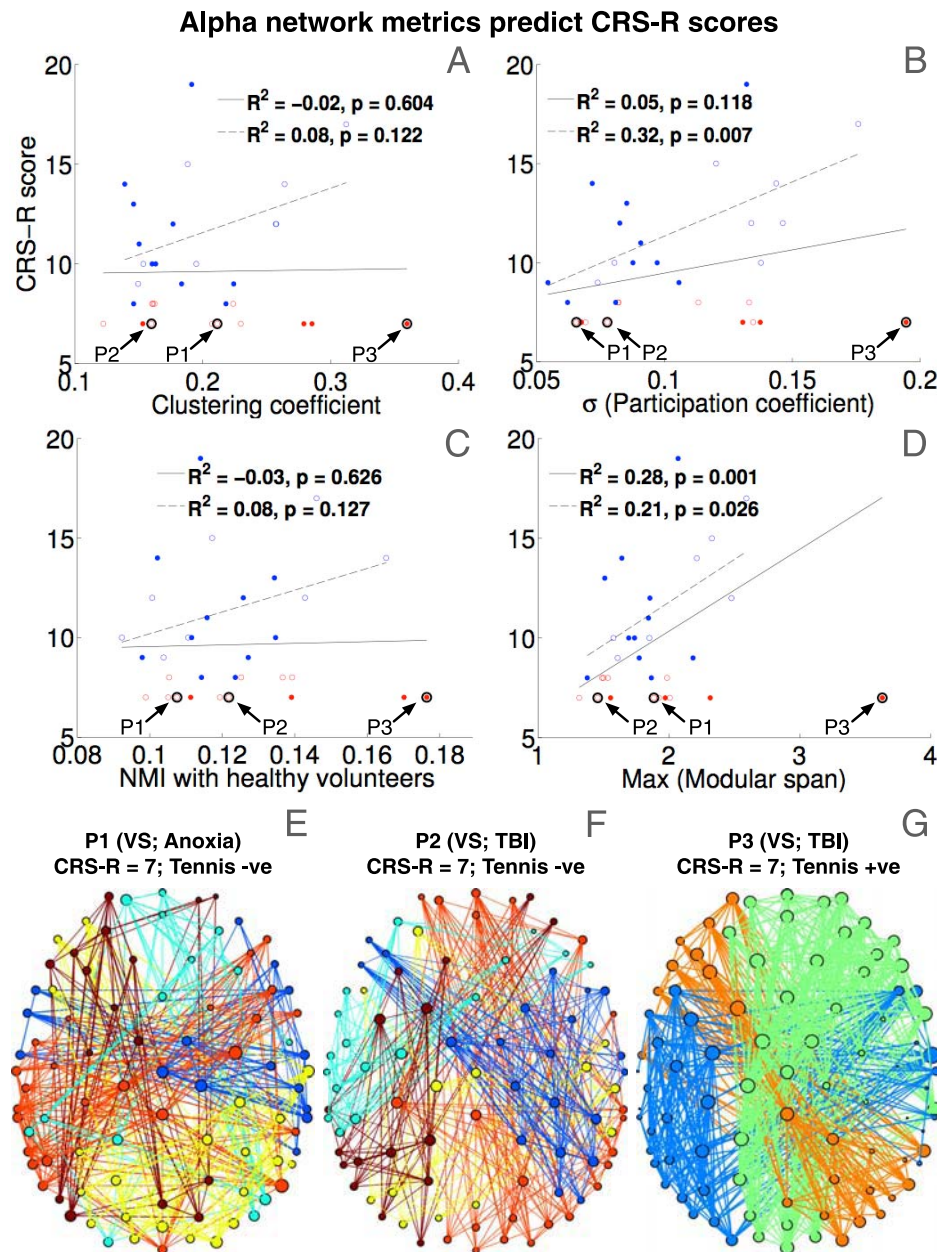 Alpha network metrics predict CRS-R scores
A
20
15
10
5
CRS−R score
R² = −0.02, p = 0.604
R² = 0.08, p = 0.122
P2
P1
P3
0.1 0.2 0.3 0.4
Clustering coefficient
B
20
15
10
5
R² = 0.05, p = 0.118
R² = 0.32, p = 0.007
P1
P2
P3
0.05 0.1 0.15 0.2
σ (Participation coefficient)
C
20
15
10
5
R² = −0.03, p = 0.626
R² = 0.08, p = 0.127
P1
P2
P3
0.08 0.1 0.12 0.14 0.16 0.18
NMI with healthy volunteers
D
20
15
10
5
R² = 0.28, p = 0.001
R² = 0.21, p = 0.026
P2
P1
P3
1 2 3 4
Max (Modular span)
P1 (VS; Anoxia) E
CRS-R = 7; Tennis -ve
P2 (VS; TBI) F
CRS-R = 7; Tennis -ve
P3 (VS; TBI) G
CRS-R = 7; Tennis +ve